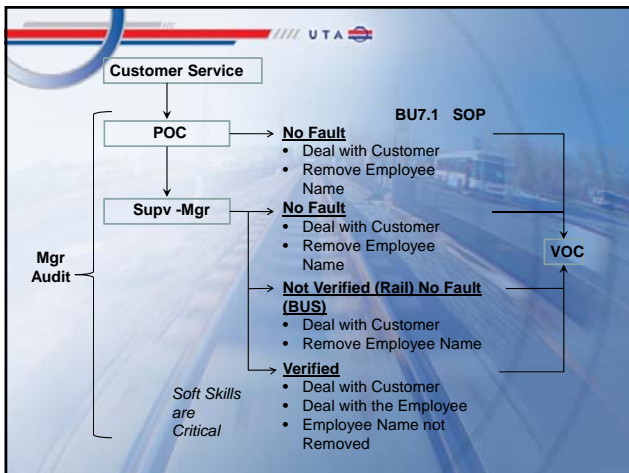 UTA
Customer Service
BU7.1 SOP
POC
No Fault
• Deal with Customer
• Remove Employee
Name
Supv -Mgr
No Fault
• Deal with Customer
• Remove Employee
Name
VOC
Mgr
Audit
Not Verified (Rail) No Fault
(BUS)
• Deal with Customer
• Remove Employee Name
Verified
• Deal with Customer
• Deal with the Employee
• Employee Name not
Removed
Soft Skills
are
Critical